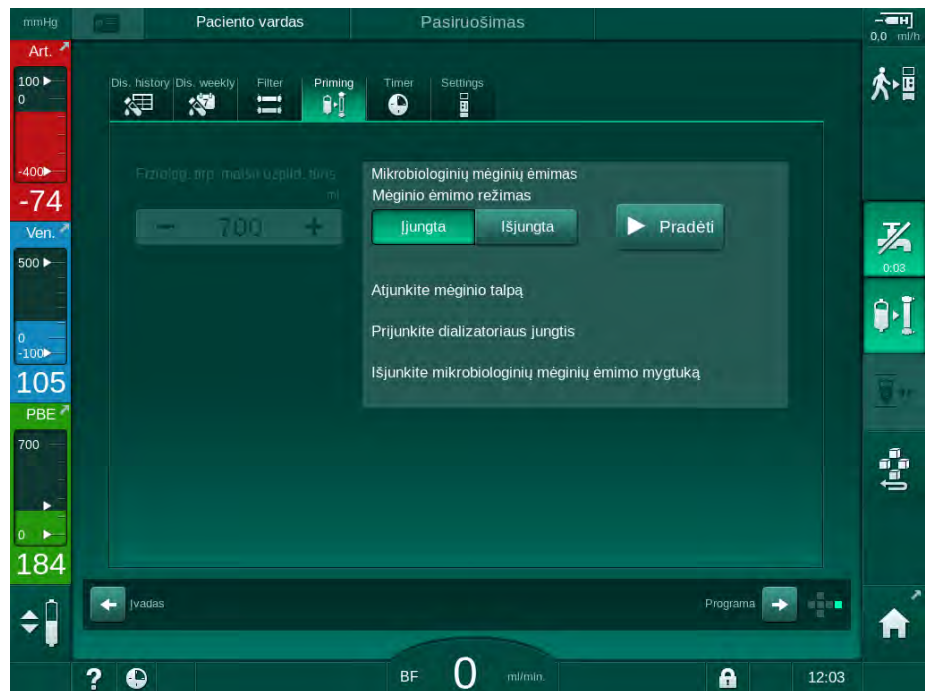 mmHg
Paciento vardas
Pasiruošimas
0,0 ml/h
Art.
100
0
-400
-74
Ven.
500
0
-100
105
PBE
700
0
184
Dis. history
Dis. weekly
Filter
Priming
Timer
Settings
7
ml
700
Mikrobiologinių mėginių ėmimas
Mėginio ėmimo režimas
Įjungta
Išjungta
Pradėti
Atjunkite mėginio talpą
Prijunkite dializatoriaus jungtis
Išjunkite mikrobiologinių mėginių ėmimo mygtuką
0:03
Įvadas
Programa
?
BF 0 ml/min.
12:03